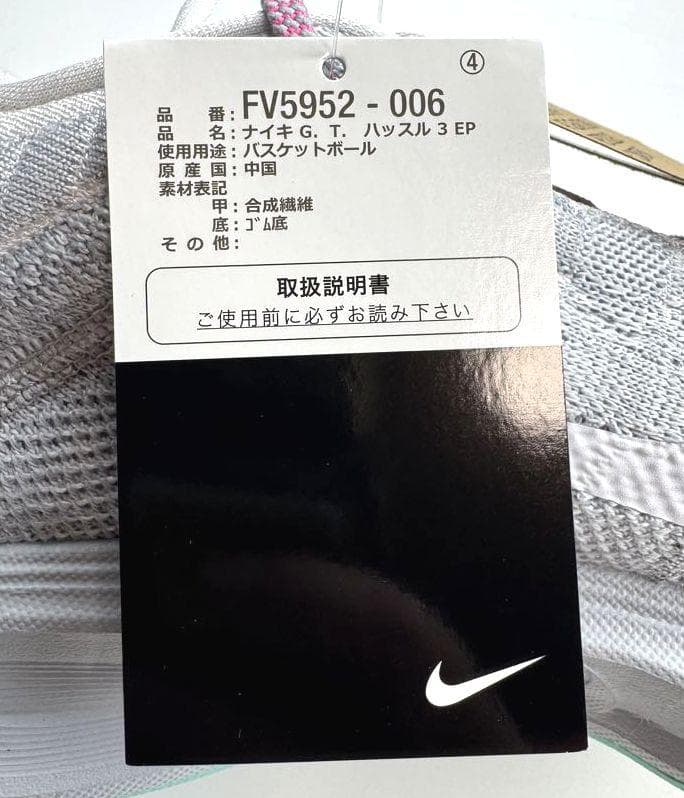 ④
品 番: FV5952 - 006
品 名: ナイキ G. T. ハッスル 3 EP
使用用途: バスケットボール
原 産 国: 中国
素材表記
甲: 合成繊維
底: ｺﾞﾑ底
そ の 他:
取扱説明書
ご使用前に必ずお読み下さい